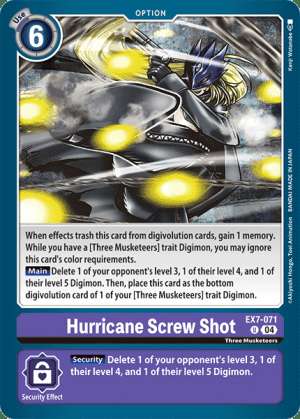 OPTION
Use
6
Kenji Watanabe
When effects trash this card from digivolution cards, gain 1 memory.
While you have a [Three Musketeers] trait Digimon, you may ignore
this card's color requirements.
Main Delete 1 of your opponent's level 3, 1 of their level 4, and 1 of
their level 5 Digimon. Then, place this card as the bottom
digivolution card of 1 of your [Three Musketeers] trait Digimon.
©Akiyoshi Hongo, Toei Animation BANDAI MADE IN JAPAN
EX7-071
Hurricane Screw Shot
U 04
Three Musketeers
Security Delete 1 of your opponent's level 3, 1 of
their level 4, and 1 of their level 5 Digimon.
Security Effect